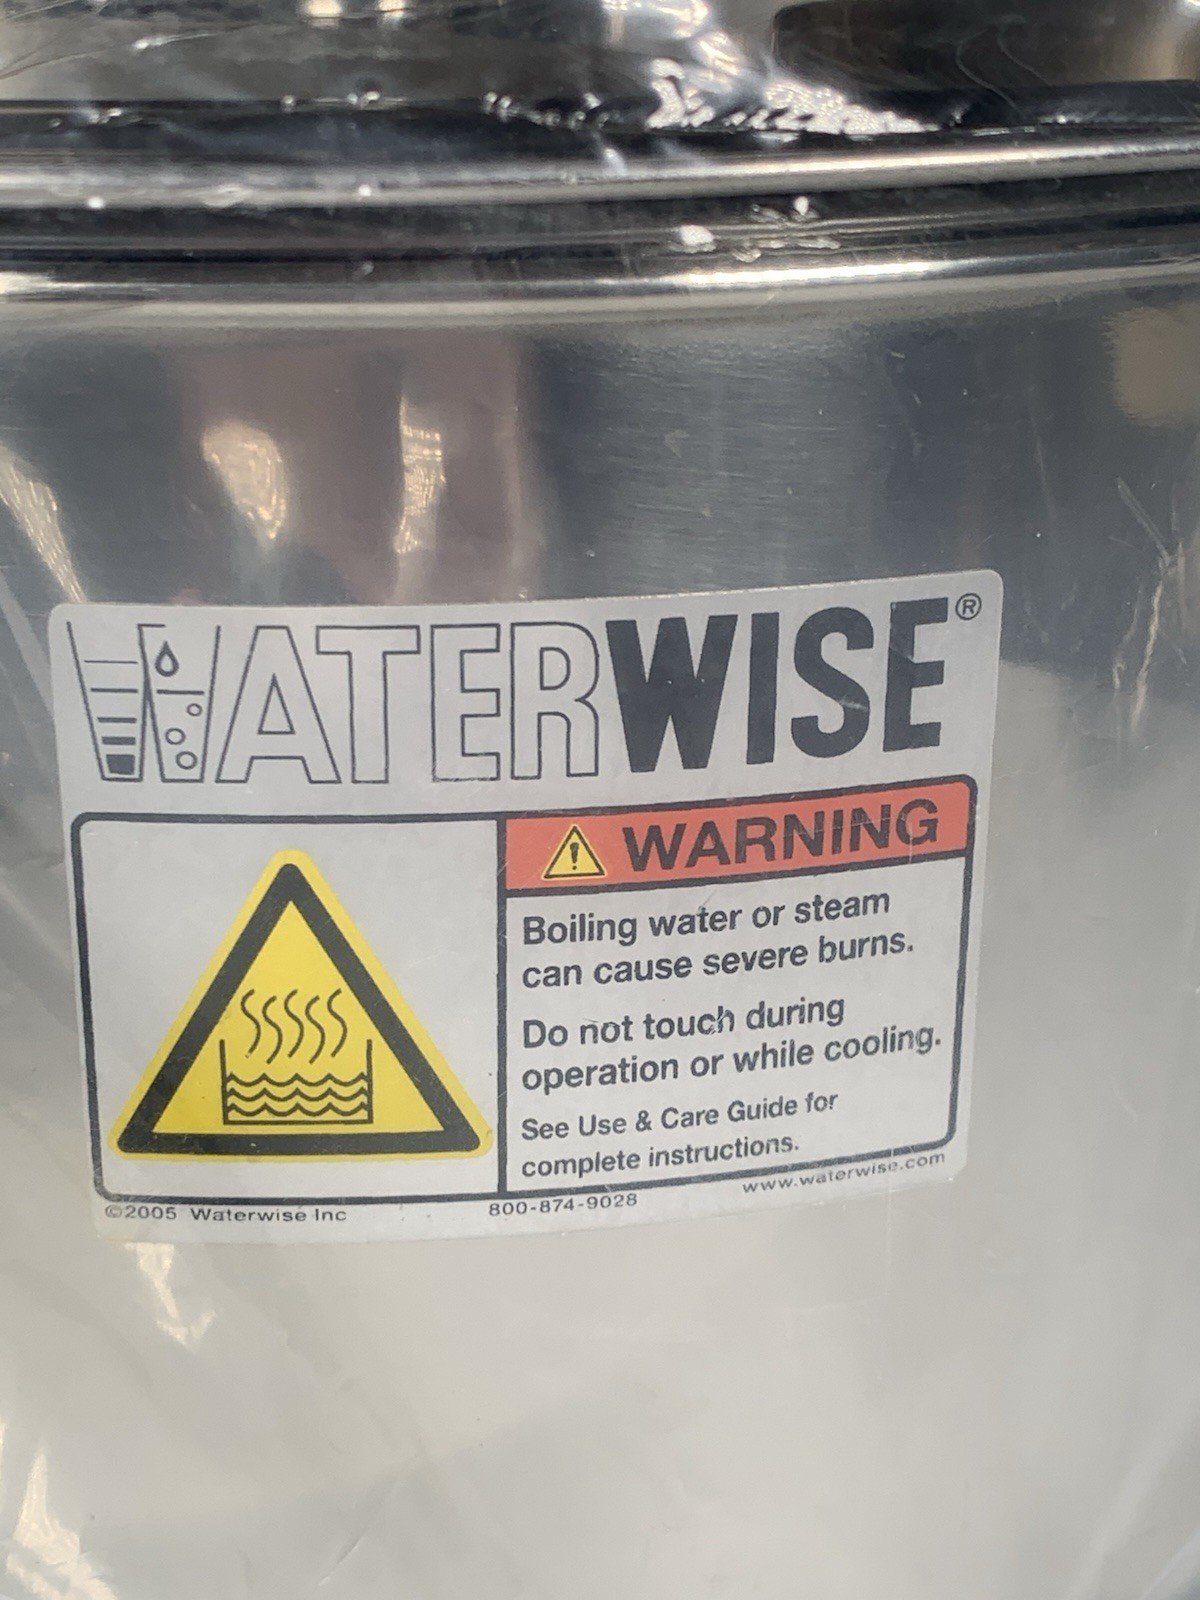 WATERWISE®
WARNING
Boiling water or steam
can cause severe burns.
Do not touch during
operation or while cooling.
See Use & Care Guide for
complete instructions.
©2005 Waterwise Inc 800-874-9028 www.waterwise.com